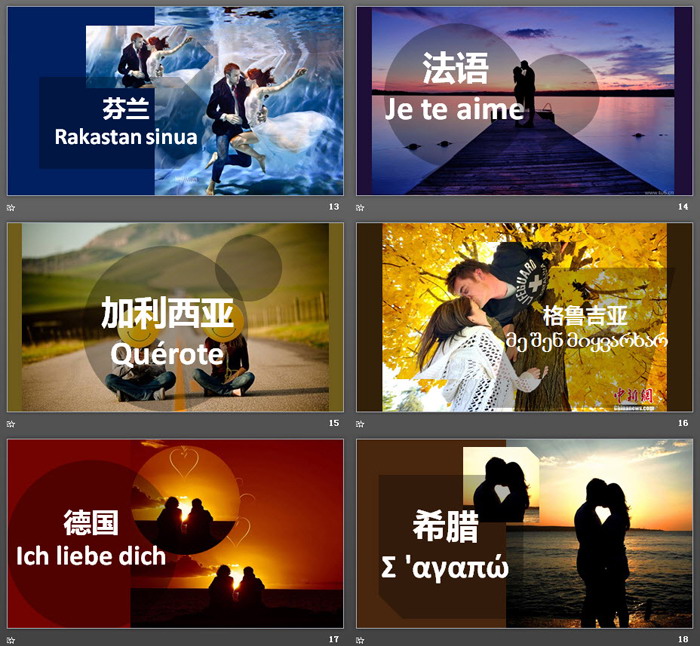 芬兰
Rakastan sinua
13
法语
Je te aime
14
加利西亚
Quérote
15
格鲁吉亚
მე შენ მიყვარხარ
中新網
16
德国
Ich liebe dich
17
希腊
Σ 'αγαπώ
18